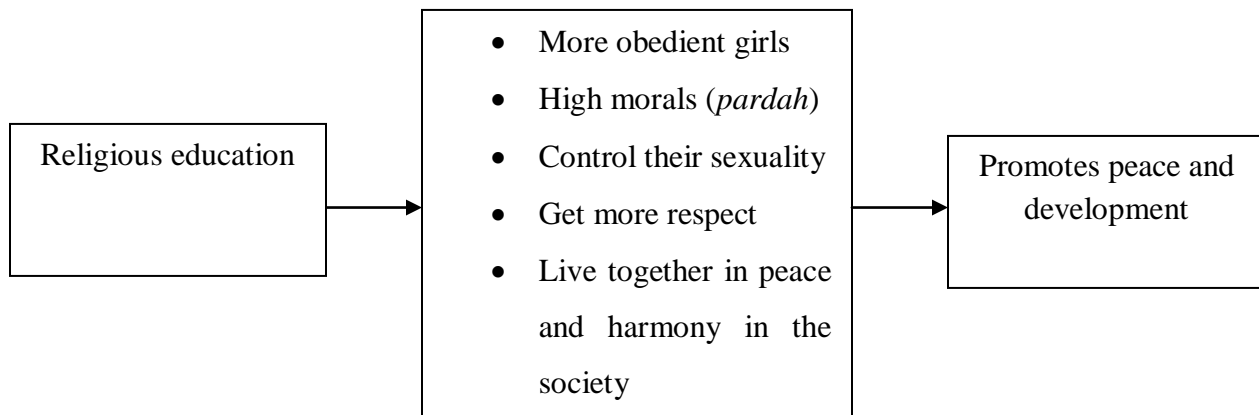 Religious education
• More obedient girls
• High morals (pardah)
• Control their sexuality
• Get more respect
• Live together in peace
and harmony in the
society
Promotes peace and
development